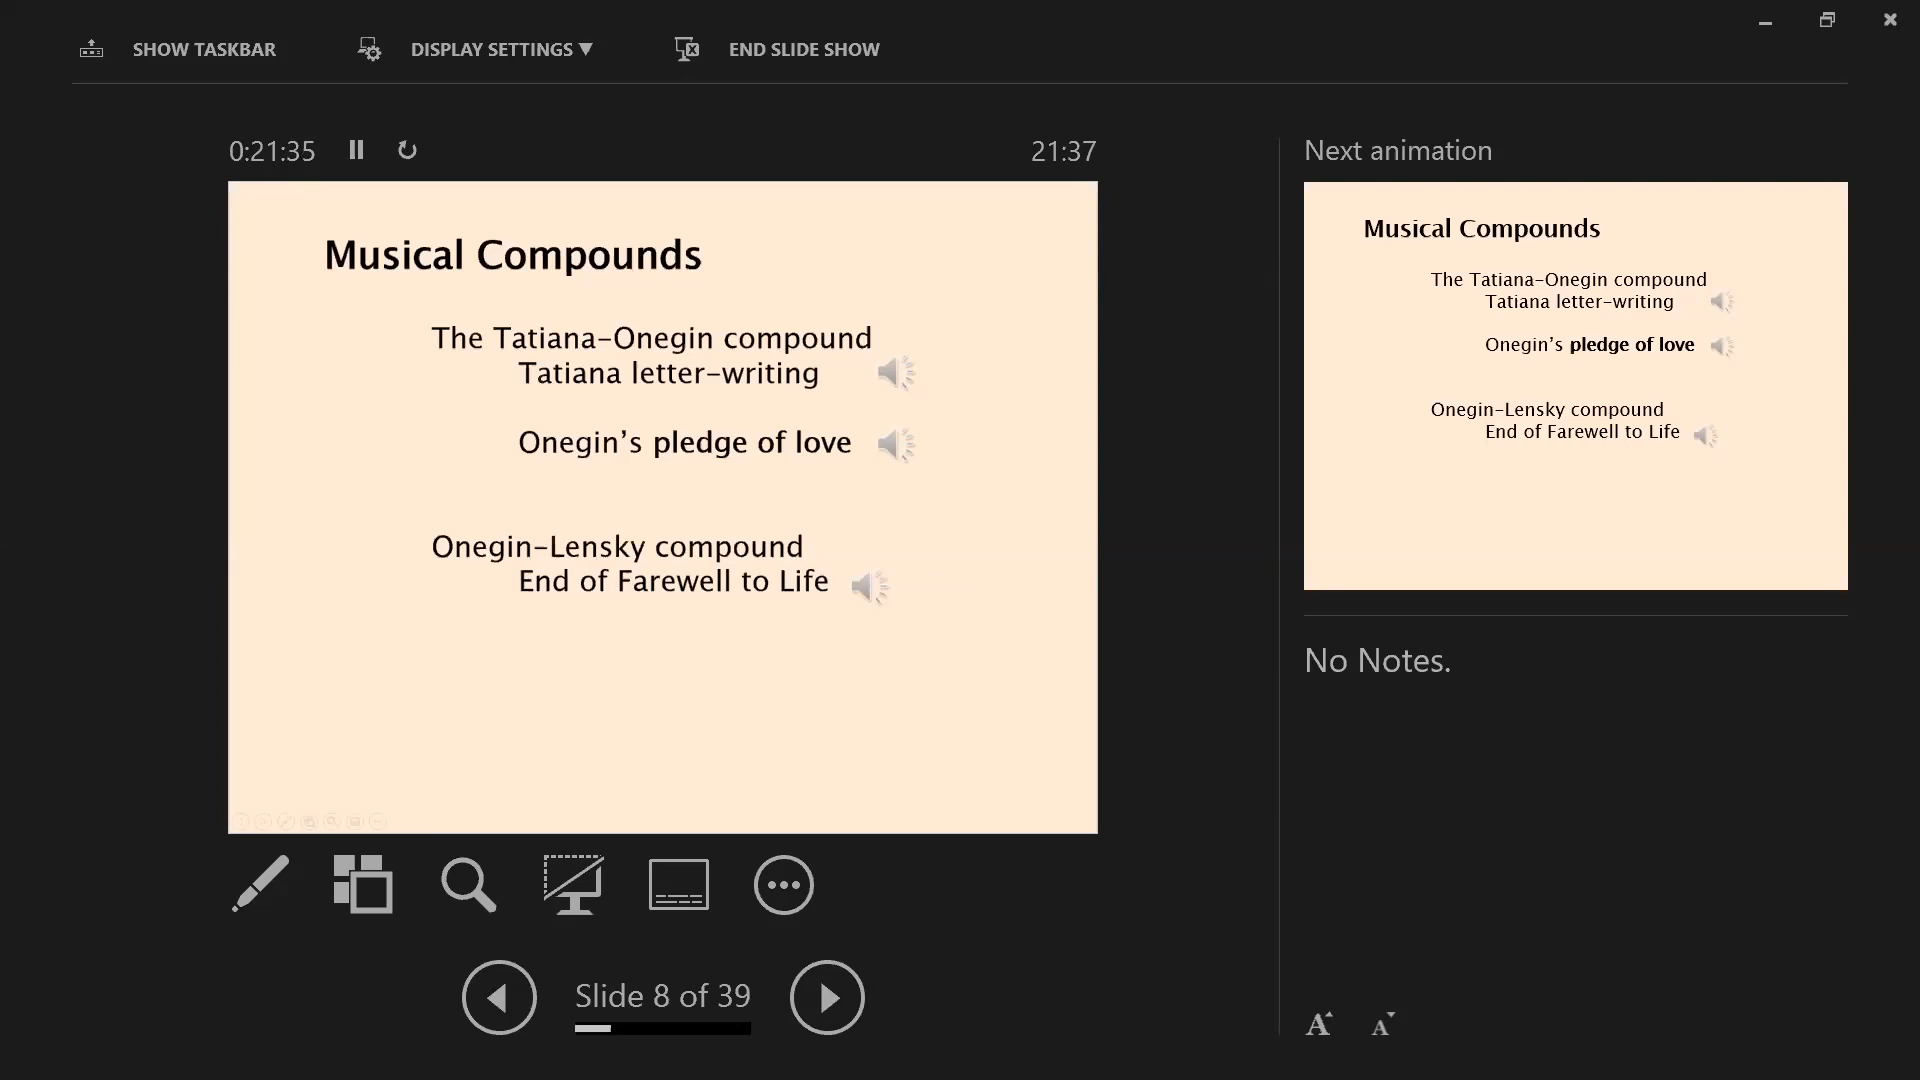 SHOW TASKBAR
DISPLAY SETTINGS ▼
END SLIDE SHOW
0:21:35
21:37
Musical Compounds
The Tatiana-Onegin compound
Tatiana letter-writing
Onegin's pledge of love
Onegin-Lensky compound
End of Farewell to Life
Slide 8 of 39
Next animation
Musical Compounds
The Tatiana-Onegin compound
Tatiana letter-writing
Onegin's pledge of love
Onegin-Lensky compound
End of Farewell to Life
No Notes.
A A